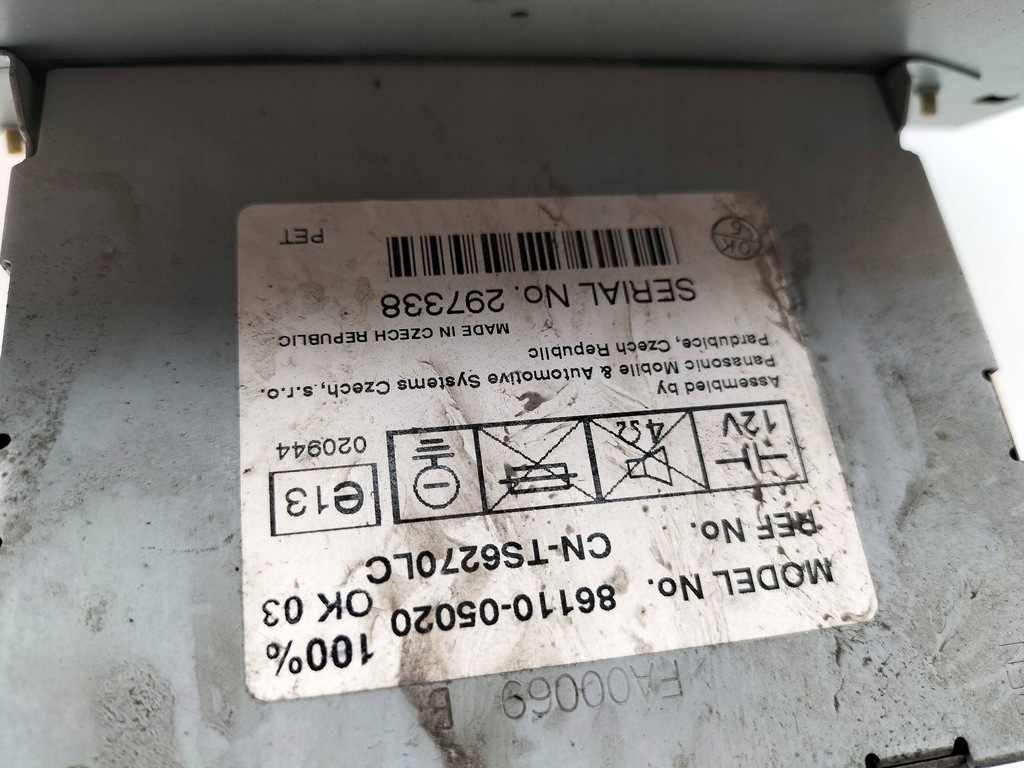 FA00069 E
100%
MODEL No. 86110-05020 OK 03
REF No. CN-TS6270LC
12V
4Ω
e13
020944
Assembled by
Panasonic Mobile & Automotive Systems Czech, s.r.o.
Pardubice, Czech Republic
MADE IN CZECH REPUBLIC
SERIAL No. 297338
OK
6
PET